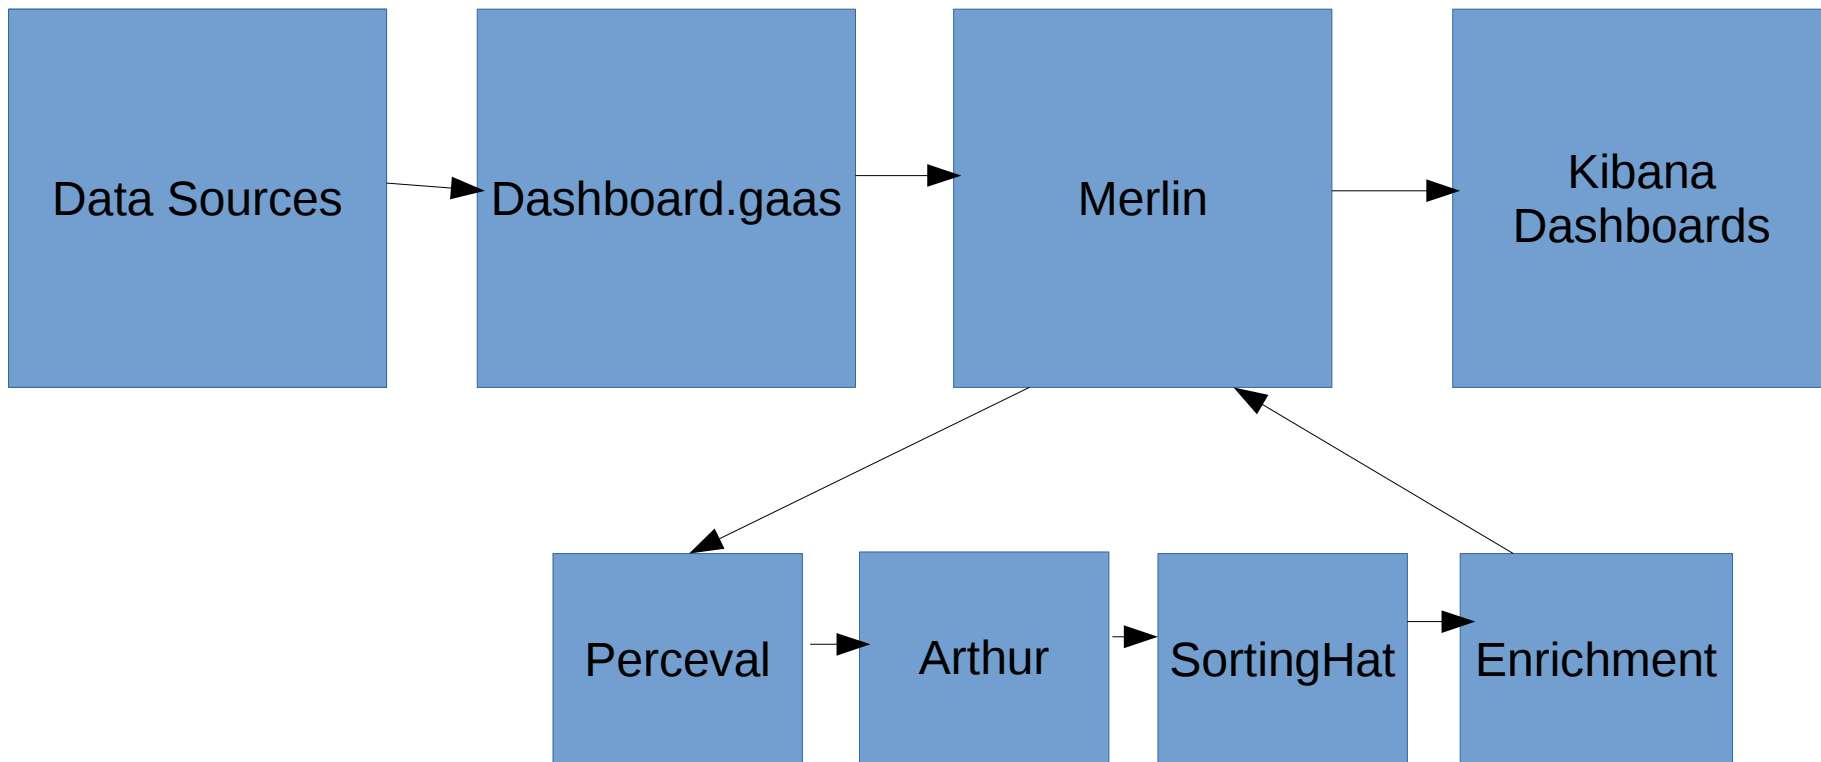 Data Sources
Dashboard.gaas
Merlin
Kibana
Dashboards
Perceval
Arthur
SortingHat
Enrichment